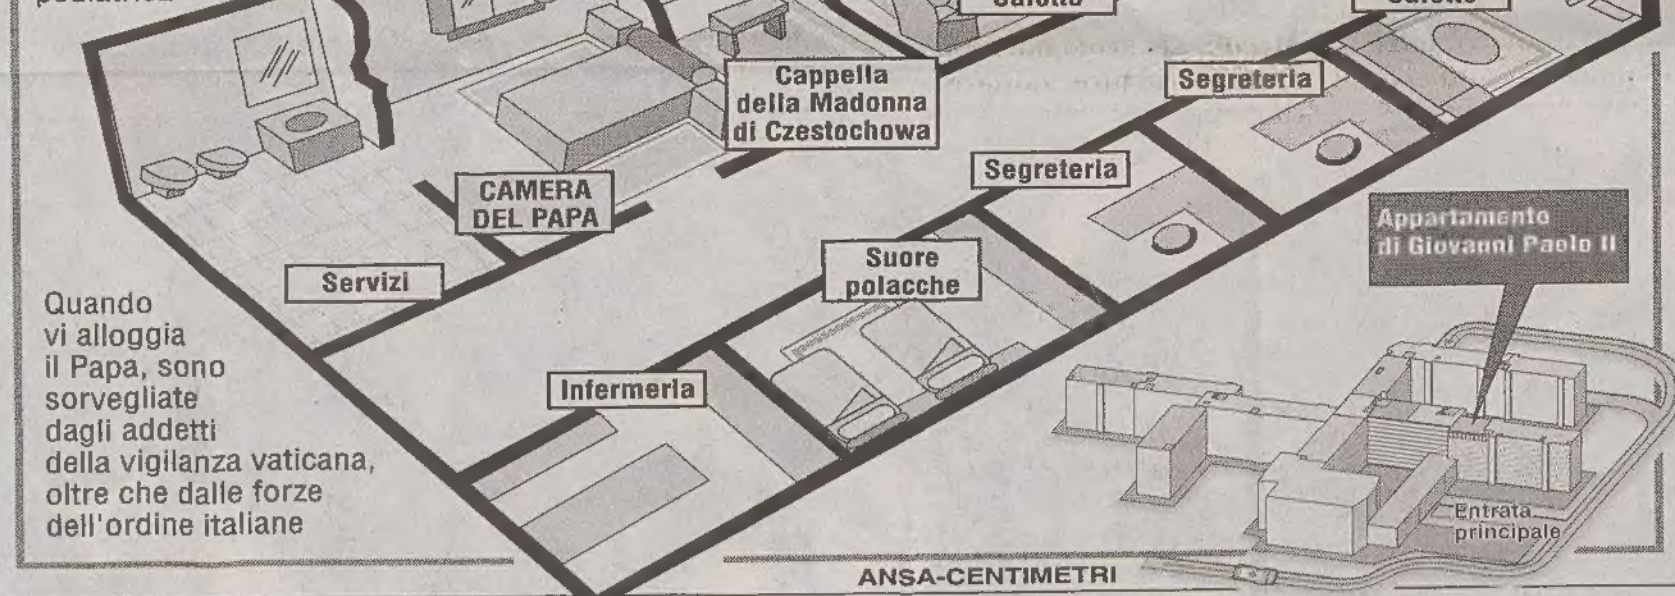 Cappella
della Madonna
di Czestochowa
Segreteria
Segreteria
CAMERA
DEL PAPA
Servizi
Suore
polacche
Infermeria
Appartamento
di Giovanni Paolo II
Quando
vi alloggia
il Papa, sono
sorvegliate
dagli addetti
della vigilanza vaticana,
oltre che dalle forze
dell'ordine italiane
Entrata
principale
ANSA-CENTIMETRI